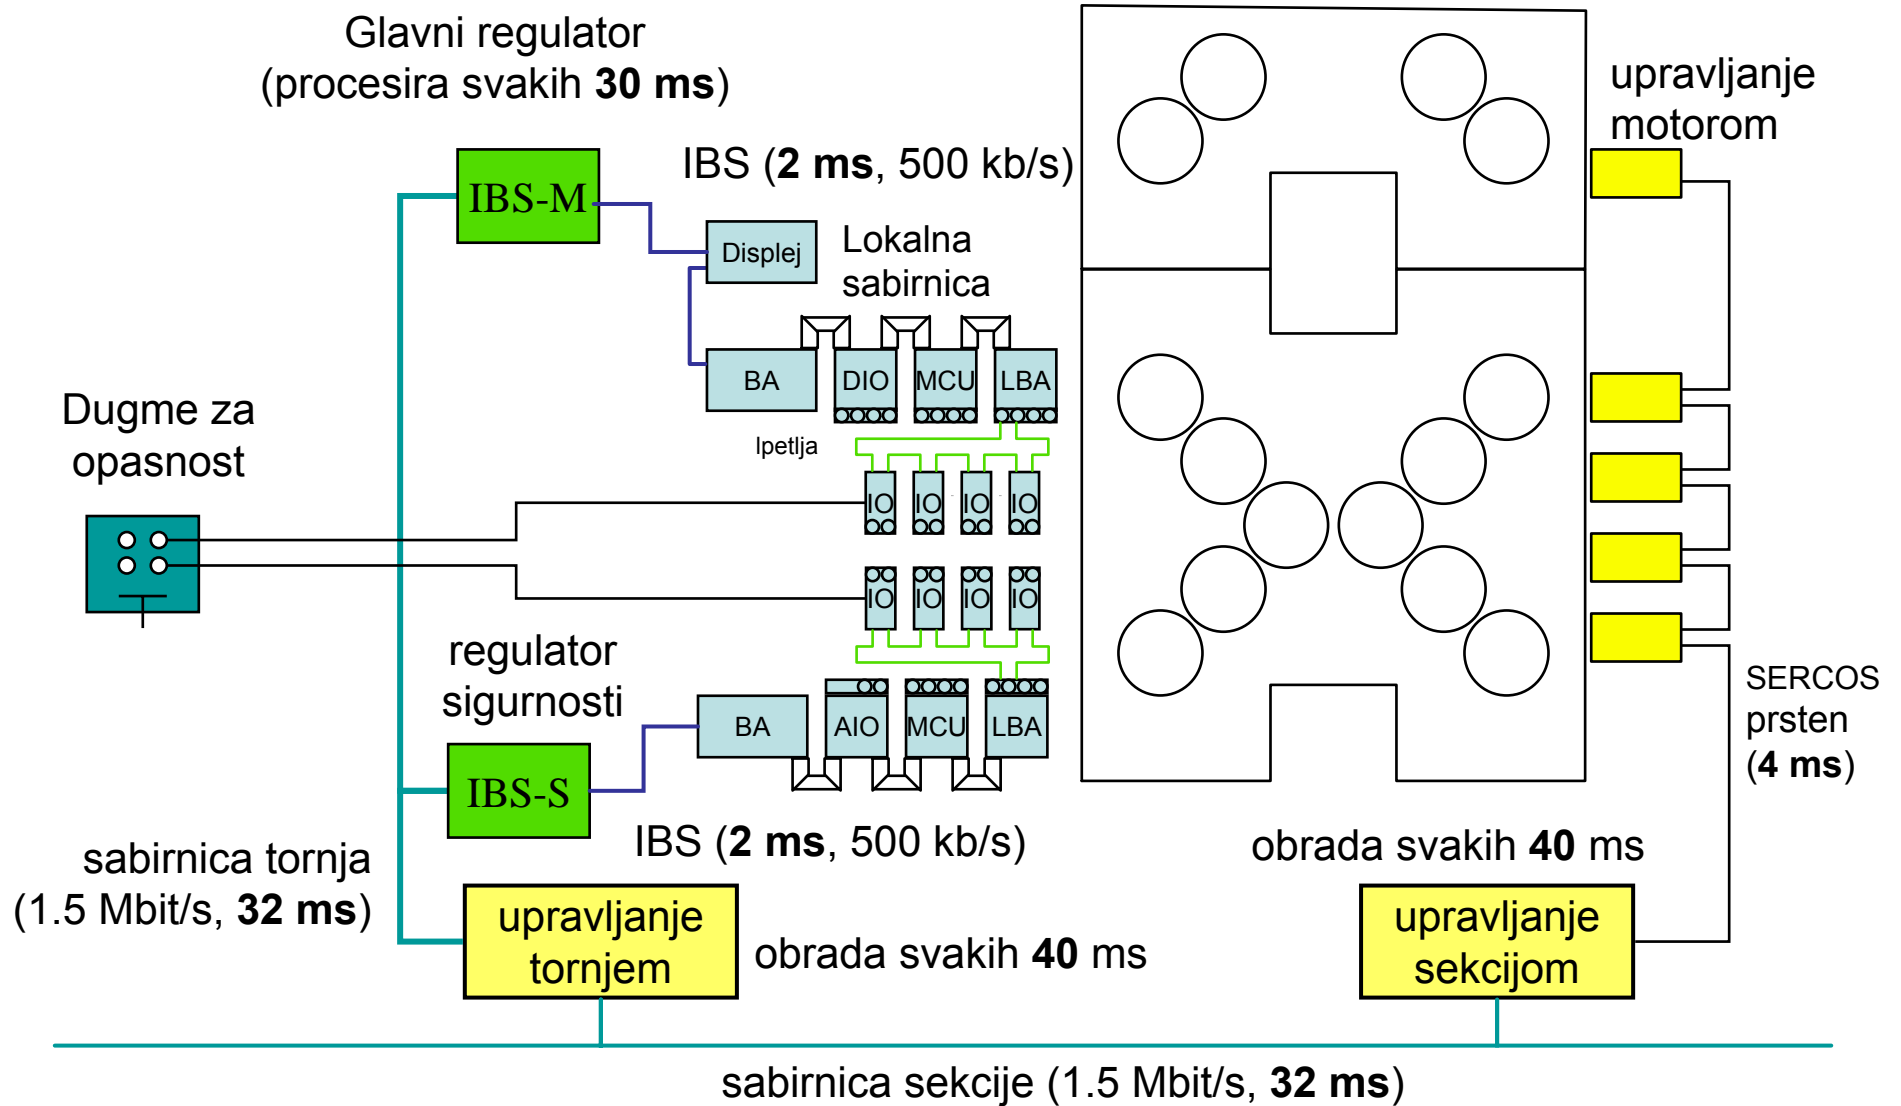 Glavni regulator
(procesira svakih 30 ms)
upravljanje
motorom
IBS (2 ms, 500 kb/s)
IBS-M
Displej
Lokalna
sabirnica
BA
DIO
MCU
LBA
Dugme za
opasnost
Ipetlja
IO
IO
IO
IO
IO
IO
IO
IO
regulator
sigurnosti
BA
AIO
MCU
LBA
SERCOS
prsten
(4 ms)
IBS-S
IBS (2 ms, 500 kb/s)
obrada svakih 40 ms
sabirnica tornja
(1.5 Mbit/s, 32 ms)
upravljanje
tornjem
obrada svakih 40 ms
upravljanje
sekcijom
sabirnica sekcije (1.5 Mbit/s, 32 ms)